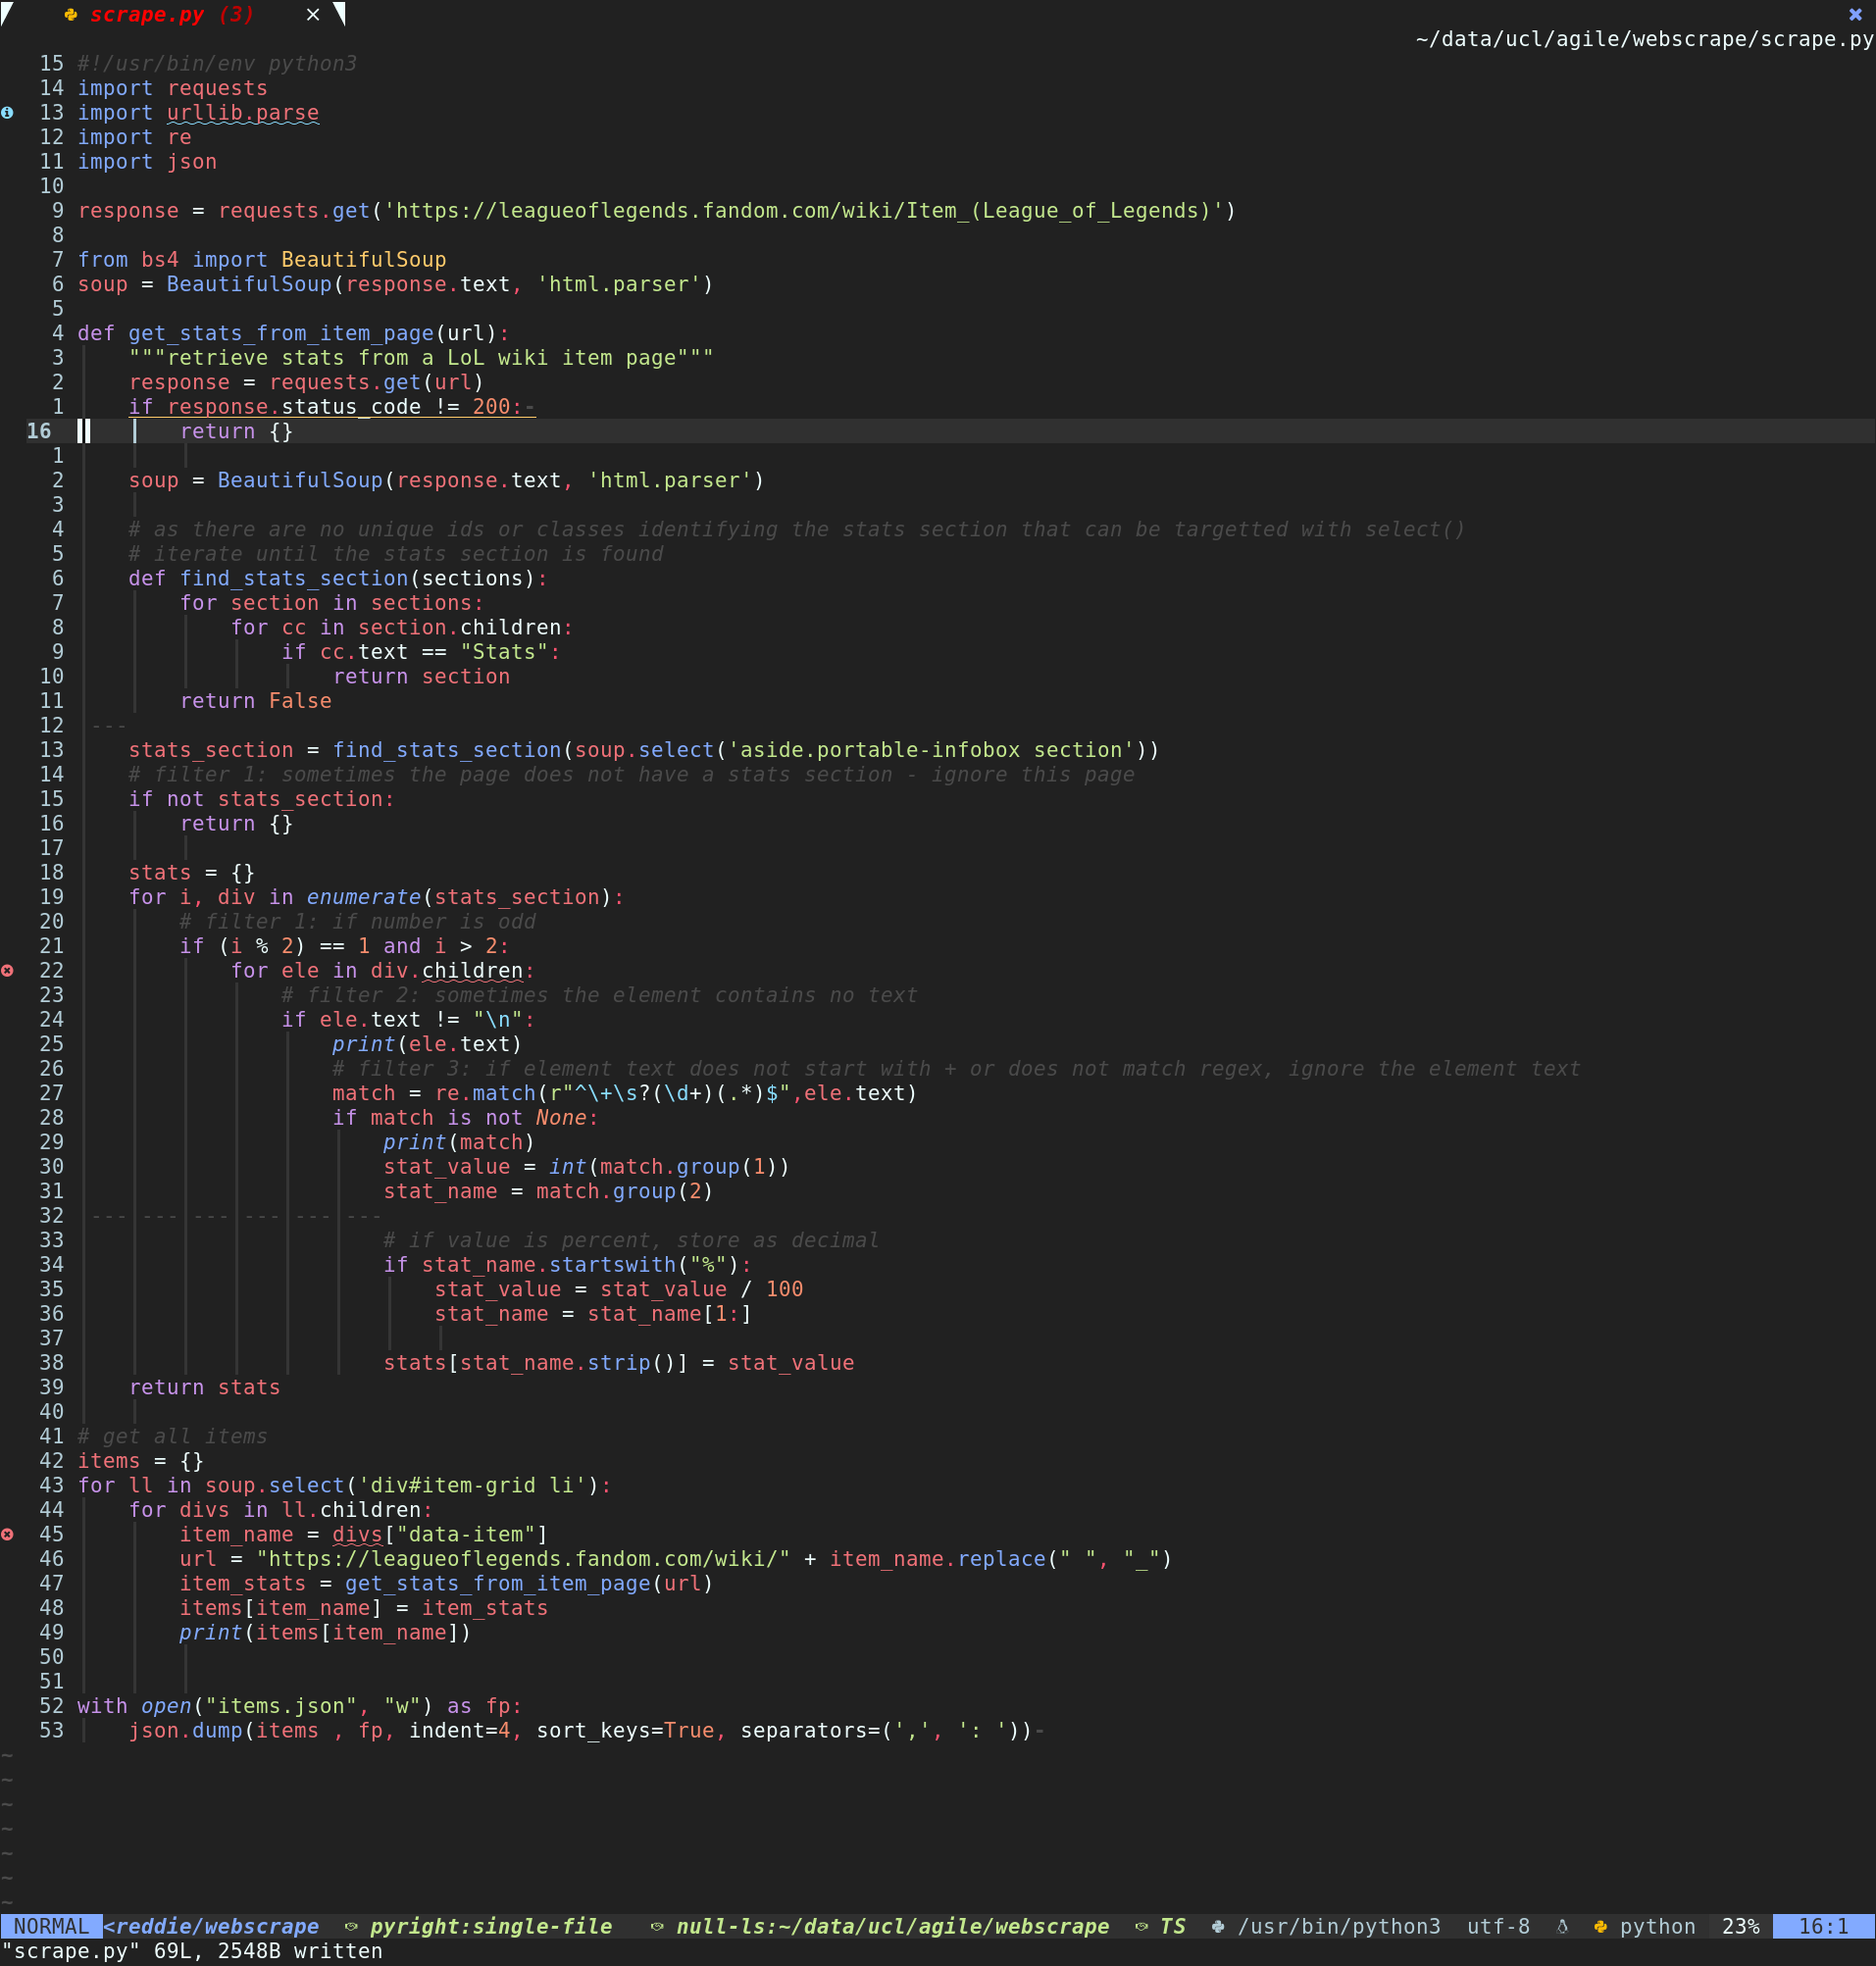 scrape.py (3) ×
~/data/ucl/agile/webscrape/scrape.py
15 #!/usr/bin/env python3
14 import requests
13 import urllib.parse
12 import re
11 import json
10
9 response = requests.get('https://leagueoflegends.fandom.com/wiki/Item_(League_of_Legends)')
8
7 from bs4 import BeautifulSoup
6 soup = BeautifulSoup(response.text, 'html.parser')
5
4 def get_stats_from_item_page(url):
3     """retrieve stats from a LoL wiki item page"""
2     response = requests.get(url)
1     if response.status_code != 200:-
16         return {}
1
2     soup = BeautifulSoup(response.text, 'html.parser')
3
4     # as there are no unique ids or classes identifying the stats section that can be targetted with select()
5     # iterate until the stats section is found
6     def find_stats_section(sections):
7         for section in sections:
8             for cc in section.children:
9                 if cc.text == "Stats":
10                     return section
11         return False
12 ---
13     stats_section = find_stats_section(soup.select('aside.portable-infobox section'))
14     # filter 1: sometimes the page does not have a stats section - ignore this page
15     if not stats_section:
16         return {}
17
18     stats = {}
19     for i, div in enumerate(stats_section):
20         # filter 1: if number is odd
21         if (i % 2) == 1 and i > 2:
22             for ele in div.children:
23                 # filter 2: sometimes the element contains no text
24                 if ele.text != "\n":
25                     print(ele.text)
26                     # filter 3: if element text does not start with + or does not match regex, ignore the element text
27                     match = re.match(r"^\+\s?(\d+)(.*)$",ele.text)
28                     if match is not None:
29                         print(match)
30                         stat_value = int(match.group(1))
31                         stat_name = match.group(2)
32 --- --- --- --- --- ---
33                         # if value is percent, store as decimal
34                         if stat_name.startswith("%"):
35                             stat_value = stat_value / 100
36                             stat_name = stat_name[1:]
37
38                         stats[stat_name.strip()] = stat_value
39     return stats
40
41 # get all items
42 items = {}
43 for ll in soup.select('div#item-grid li'):
44     for divs in ll.children:
45         item_name = divs["data-item"]
46         url = "https://leagueoflegends.fandom.com/wiki/" + item_name.replace(" ", "_")
47         item_stats = get_stats_from_item_page(url)
48         items[item_name] = item_stats
49         print(items[item_name])
50
51
52 with open("items.json", "w") as fp:
53     json.dump(items , fp, indent=4, sort_keys=True, separators=(',', ': '))-
~
~
~
~
~
~
~
NORMAL <reddie/webscrape pyright:single-file null-ls:~/data/ucl/agile/webscrape TS /usr/bin/python3 utf-8 python 23% 16:1
"scrape.py" 69L, 2548B written